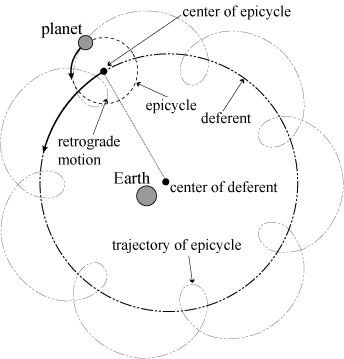 center of epicycle
planet
epicycle
deferent
retrograde
motion
Earth
center of deferent
trajectory of epicycle